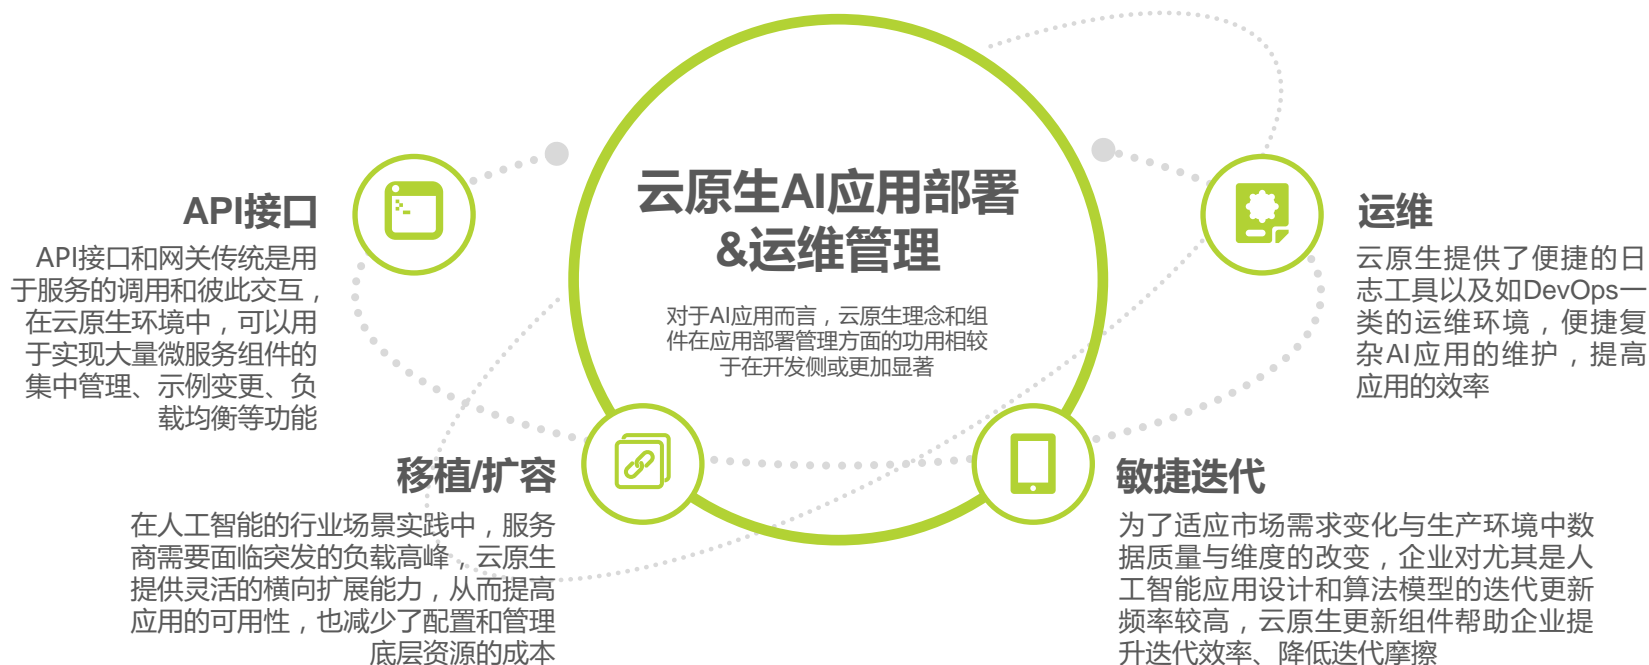 云原生AI应用部署
&运维管理
对于AI应用而言，云原生理念和组
件在应用部署管理方面的功用相较
于在开发侧或更加显著
API接口
API接口和网关传统是用
于服务的调用和彼此交互，
在云原生环境中，可以用
于实现大量微服务组件的
集中管理、示例变更、负
载均衡等功能
运维
云原生提供了便捷的日
志工具以及如DevOps一
类的运维环境，便捷复
杂AI应用的维护，提高
应用的效率
移植/扩容
在人工智能的行业场景实践中，服务
商需要面临突发的负载高峰，云原生
提供灵活的横向扩展能力，从而提高
应用的可用性，也减少了配置和管理
底层资源的成本
敏捷迭代
为了适应市场需求变化与生产环境中数
据质量与维度的改变，企业对尤其是人
工智能应用设计和算法模型的迭代更新
频率较高，云原生更新组件帮助企业提
升迭代效率、降低迭代摩擦